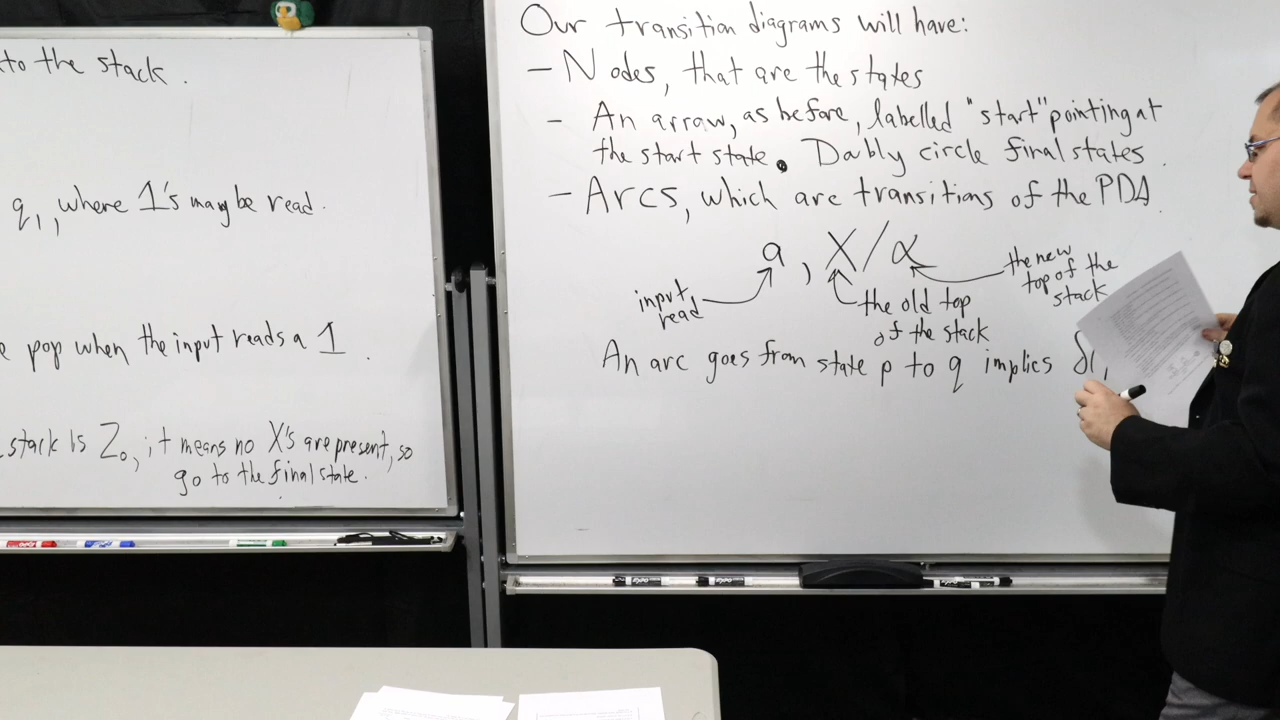 to the stack.
q1, where 1's may be read.
pop when the input reads a 1.
stack is Z0, it means no X's are present, so
go to the final state.
Our transition diagrams will have:
- Nodes, that are the states
- An arrow, as before, labelled "start" pointing at
the start state. Doubly circle final states.
- Arcs, which are transitions of the PDA.
a, X/α
input
read
the old top
of the stack
the new
top of the
stack
An arc goes from state p to q implies δ(